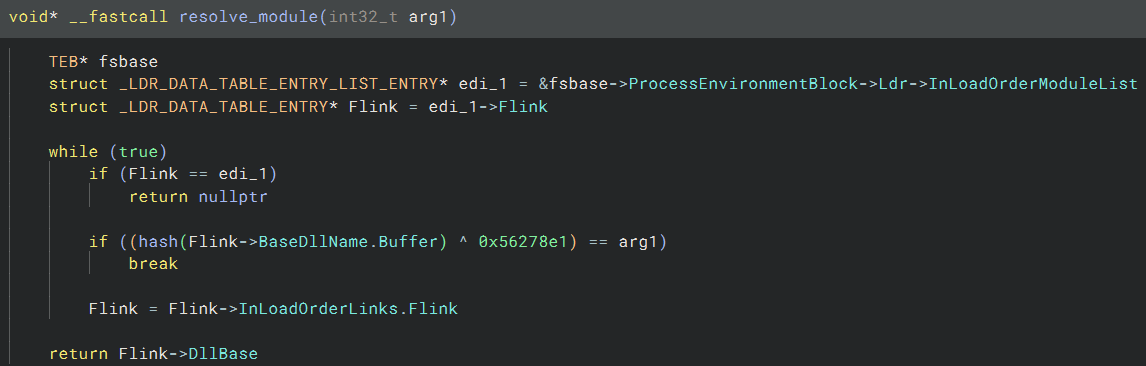 void* __fastcall resolve_module(int32_t arg1)
TEB* fsbase
struct _LDR_DATA_TABLE_ENTRY_LIST_ENTRY* edi_1 = &fsbase->ProcessEnvironmentBlock->Ldr->InLoadOrderModuleList
struct _LDR_DATA_TABLE_ENTRY* Flink = edi_1->Flink
while (true)
if (Flink == edi_1)
return nullptr
if ((hash(Flink->BaseDllName.Buffer) ^ 0x56278e1) == arg1)
break
Flink = Flink->InLoadOrderLinks.Flink
return Flink->DllBase